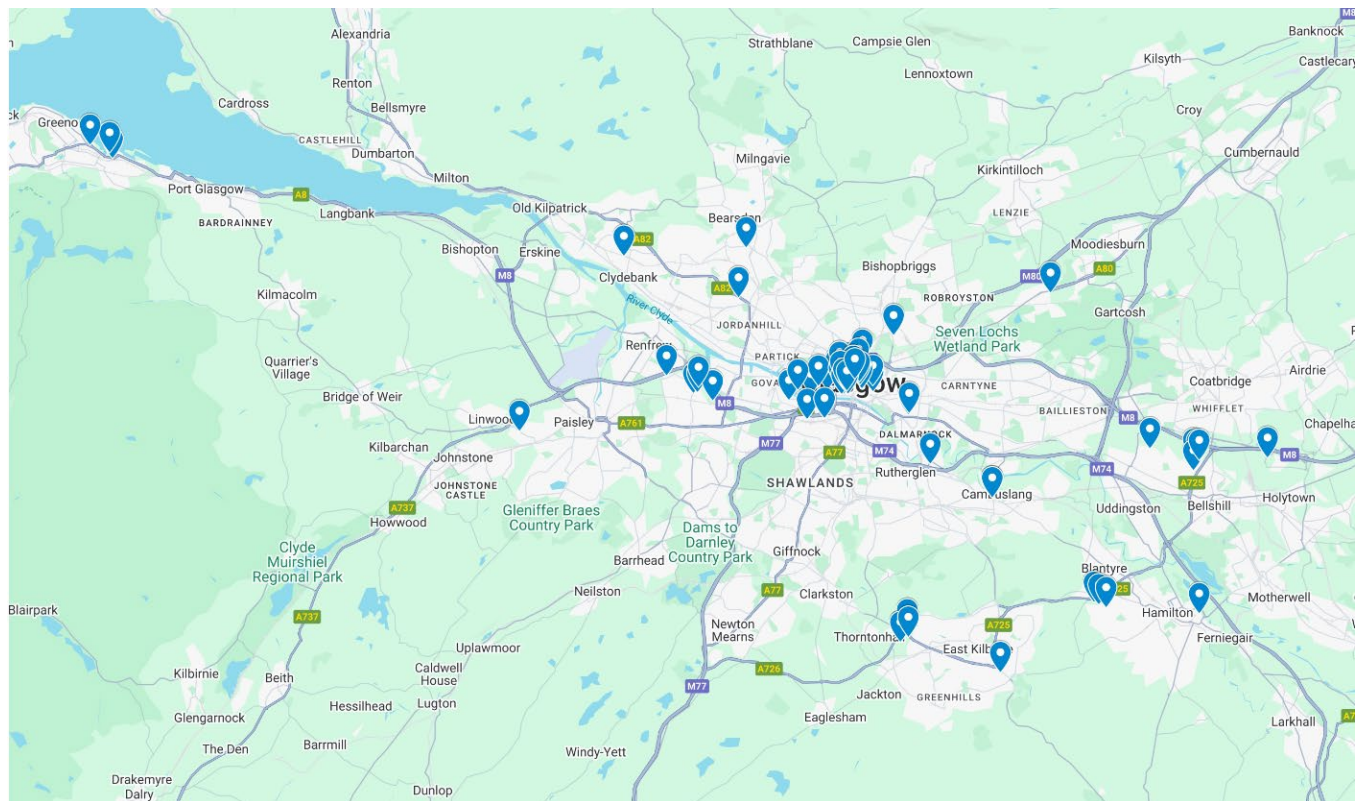 M8
Banknock
Alexandria
Strathblane
Campsie Glen
Kilsyth
Castlecary
Lennoxtown
Renton
Cardross
Bellsmyre
Croy
Greeno
CASTLEHILL
Dumbarton
Milngavie
Cumbernauld
Kirkintilloch
Milton
Port Glasgow
A8
Langbank
Old Kilpatrick
LENZIE
BARDRAINNEY
Bearsden
Moodiesburn
Bishopton
Erskine
A82
Bishopbriggs
M8
Clydebank
M80
A80
Kilmacolm
A82
ROBROYSTON
River Clyde
JORDANHILL
Gartcosh
Seven Lochs
Wetland Park
Quarrier's
Village
Renfrew
PARTICK
Airdrie
GOVA
gow
CARNTYNE
Coatbridge
Bridge of Weir
M8
BAILLIESTON
M8
WHIFFLET
Linwood
Paisley
A761
Chapelha
Kilbarchan
M77
A77
M74
DALMARNOCK
M8
Johnstone
Rutherglen
M74
JOHNSTONE
CASTLE
SHAWLANDS
A725
Cambuslang
Holytown
A737
Gleniffer Braes
Country Park
Uddingston
Bellshill
Howwood
Dams to
Darnley
Country Park
Clyde
Muirshiel
Regional Park
Giffnock
Barrhead
Blantyre
A77
25
Neilston
Clarkston
Motherwell
Blairpark
A737
Newton
Mearns
A725
Hamilton
Thorntonhall
Ferniegair
Uplawmoor
East Kilbride
Kilbirnie
Caldwell
House
A726
Beith
M77
Jackton
GREENHILLS
Hessilhead
Lugton
Glengarnock
Eaglesham
A7
Larkhall
The Den
Barrmill
Windy-Yett
Drakemyre
Dalry
Dunlop